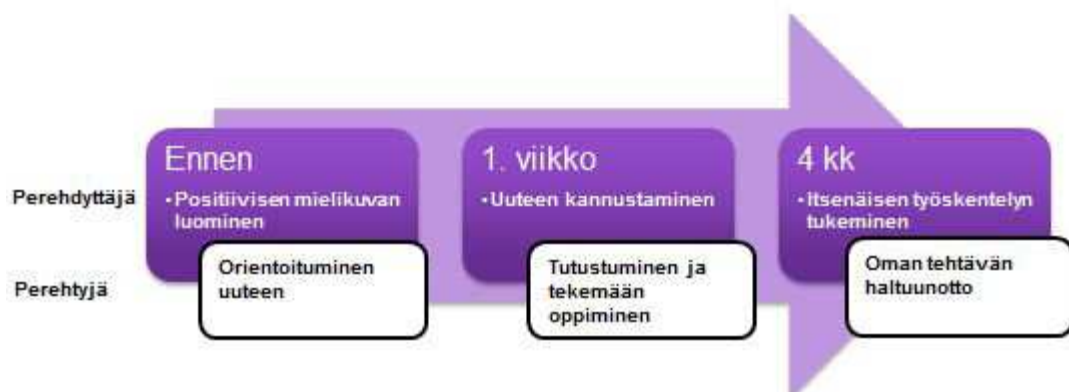 Ennen
1. viikko
4 kk
Perehdyttäjä
•Positiivisen mielikuvan
luominen
•Uuteen kannustaminen
•Itsenäisen työskentelyn
tukeminen
Perehtyjä
Orientoituminen
uuteen
Tutustuminen ja
tekemään
oppiminen
Oman tehtävän
haltuunotto